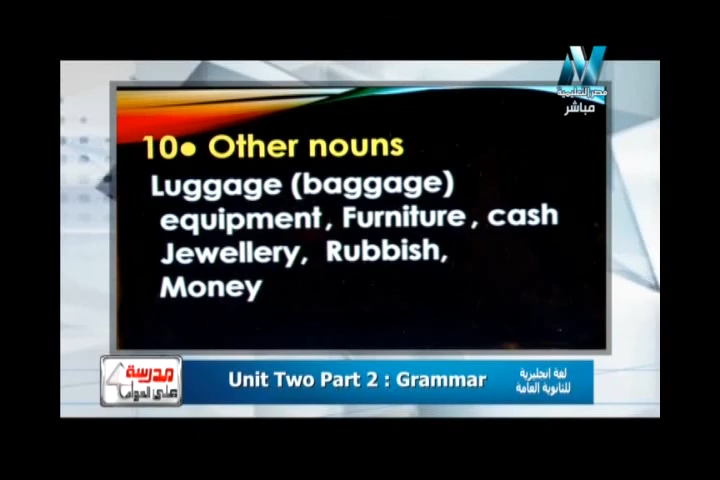 مصر التعليمية
مباشر
10● Other nouns
Luggage (baggage)
equipment, Furniture, cash
Jewellery, Rubbish,
Money
مدرسة
على الهواء
Unit Two Part 2 : Grammar
لغة انجليزية
للثانوية العامة